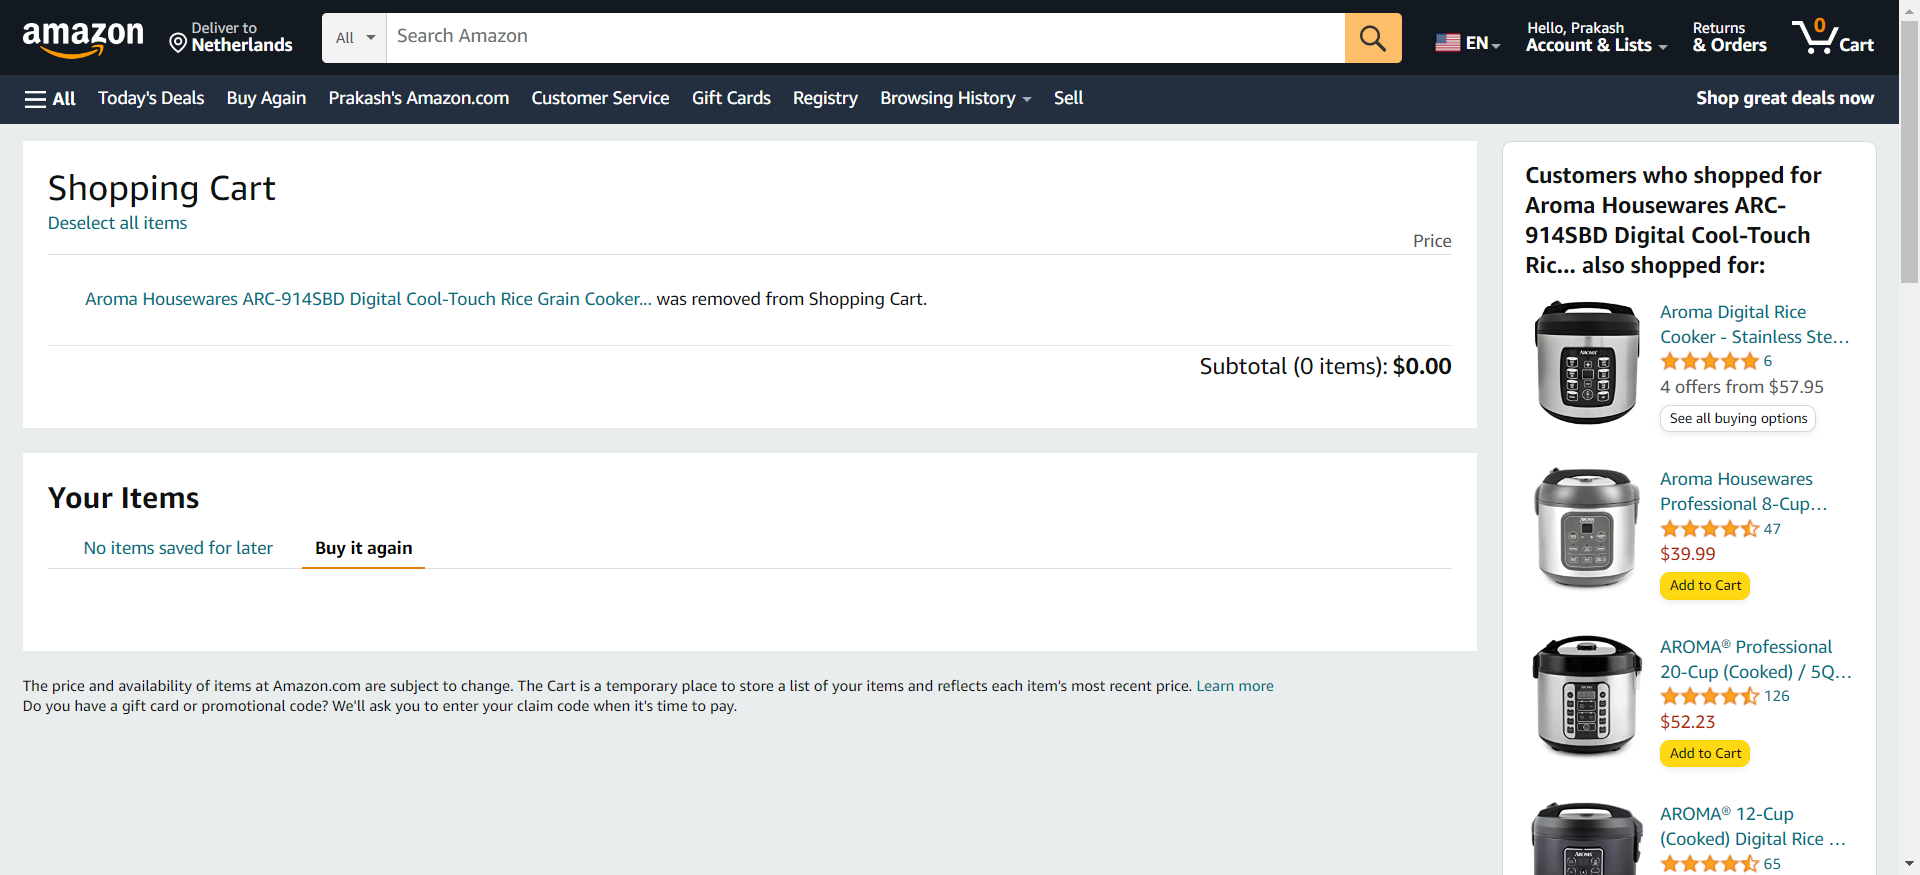 amazon
Deliver to
Netherlands
All
Search Amazon
EN
Hello, Prakash
Account & Lists
Returns
& Orders
0
Cart
All
Today's Deals
Buy Again
Prakash's Amazon.com
Customer Service
Gift Cards
Registry
Browsing History
Sell
Shop great deals now
Shopping Cart
Deselect all items
Price
Aroma Housewares ARC-914SBD Digital Cool-Touch Rice Grain Cooker... was removed from Shopping Cart.
Subtotal (0 items): $0.00
Your Items
No items saved for later
Buy it again
The price and availability of items at Amazon.com are subject to change. The Cart is a temporary place to store a list of your items and reflects each item's most recent price. Learn more
Do you have a gift card or promotional code? We'll ask you to enter your claim code when it's time to pay.
Customers who shopped for
Aroma Housewares ARC-
914SBD Digital Cool-Touch
Ric... also shopped for:
AROMA
Aroma Digital Rice
Cooker - Stainless Ste...
6
4 offers from $57.95
See all buying options
AROMA
Aroma Housewares
Professional 8-Cup...
47
$39.99
Add to Cart
AROMA
AROMA® Professional
20-Cup (Cooked) / 5Q...
126
$52.23
Add to Cart
AROMA
AROMA® 12-Cup
(Cooked) Digital Rice ...
65